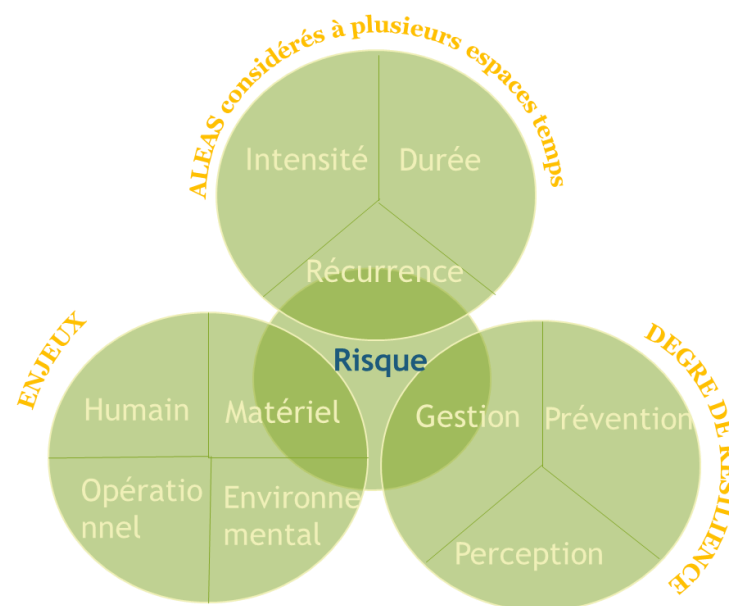 ALEAS considérés à plusieurs espaces temps
Intensité
Durée
Récurrence
Risque
ENJEUX
Humain
Matériel
Opératio
nnel
Environne
mental
DEGRE DE RESILIENCE
Gestion
Prévention
Perception